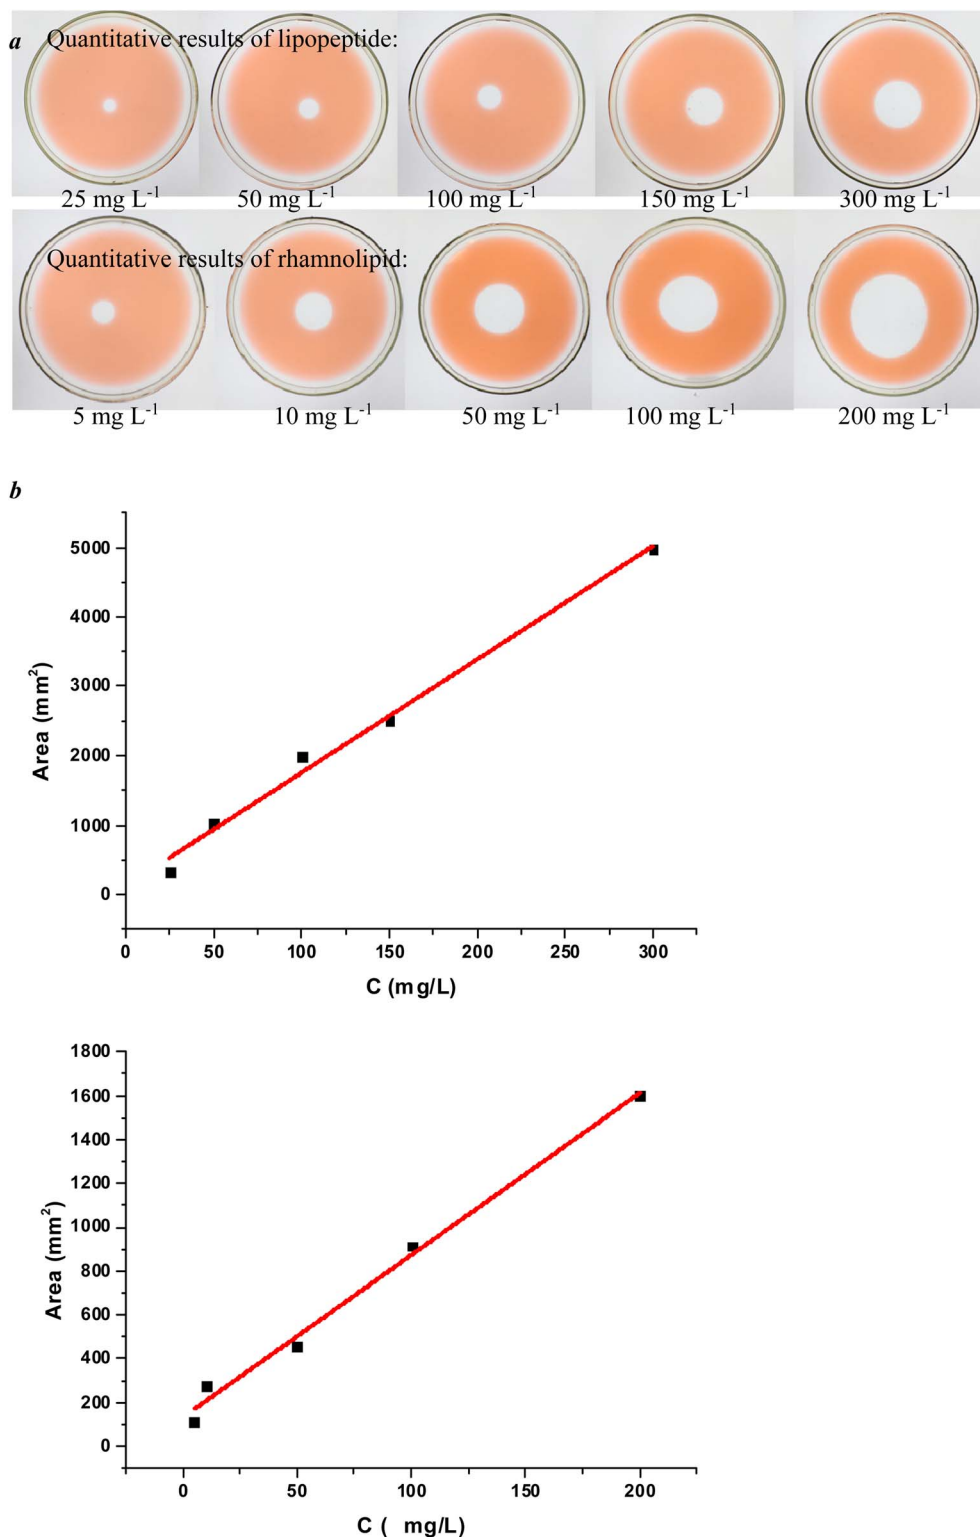 a Quantitative results of lipopeptide:
25 mg L⁻¹ 50 mg L⁻¹ 100 mg L⁻¹ 150 mg L⁻¹ 300 mg L⁻¹
Quantitative results of rhamnolipid:
5 mg L⁻¹ 10 mg L⁻¹ 50 mg L⁻¹ 100 mg L⁻¹ 200 mg L⁻¹
b
5000
4000
3000
2000
1000
0
Area (mm²)
0 50 100 150 200 250 300
C (mg/L)
1800
1600
1400
1200
1000
800
600
400
200
0
Area (mm²)
0 50 100 150 200
C ( mg/L)